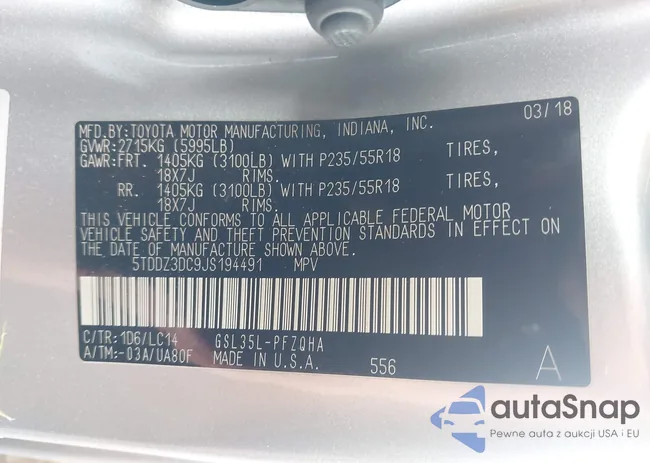 03/18
MFD.BY:TOYOTA MOTOR MANUFACTURING, INDIANA, INC.
GVWR:2715KG (5995LB)
GAWR:FRT. 1405KG (3100LB) WITH P235/55R18 TIRES,
18X7J RIMS.
RR. 1405KG (3100LB) WITH P235/55R18 TIRES,
18X7J RIMS.
THIS VEHICLE CONFORMS TO ALL APPLICABLE FEDERAL MOTOR
VEHICLE SAFETY AND THEFT PREVENTION STANDARDS IN EFFECT ON
THE DATE OF MANUFACTURE SHOWN ABOVE.
5TDDZ3DC9JS194491 MPV
C/TR:1D6/LC14 GSL35L-PFZQHA
A/TM:-03A/UA80F MADE IN U.S.A. 556 A
autaSnap
Pewne auta z aukcji USA i EU